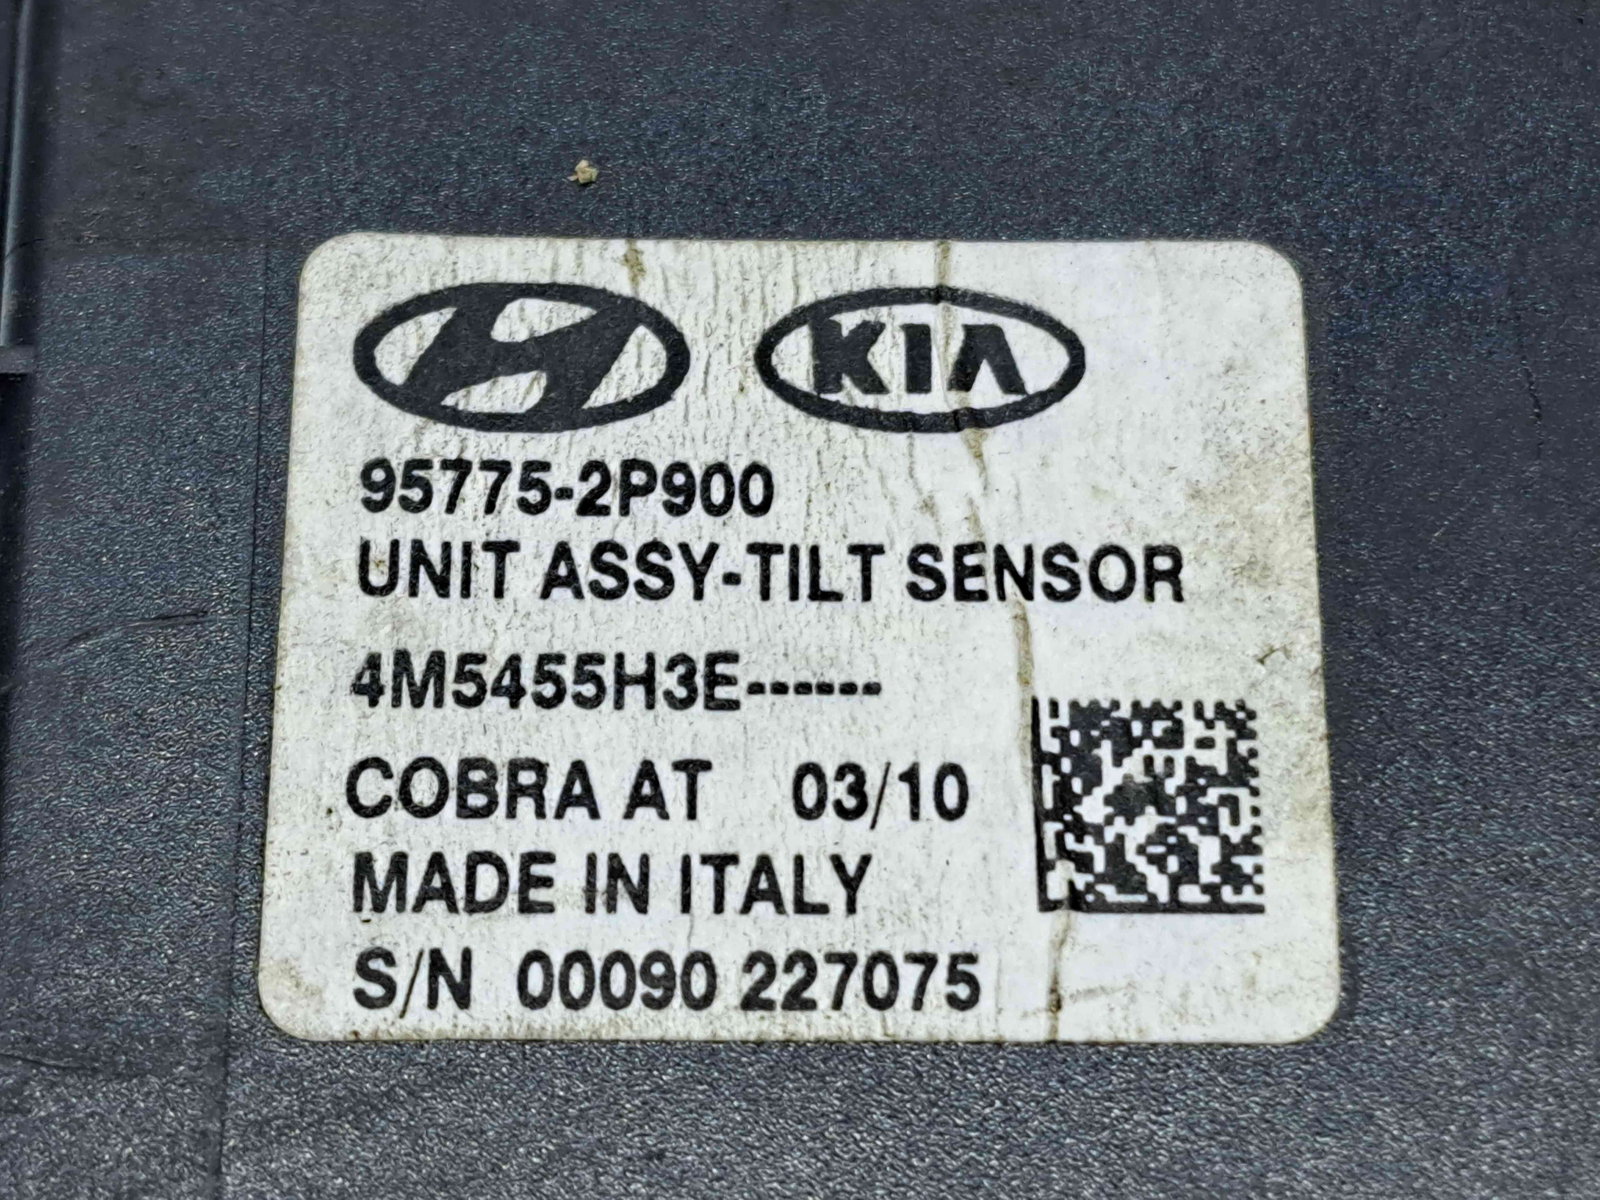 KIA
95775-2P900
UNIT ASSY-TILT SENSOR
4M5455H3E------
COBRA AT 03/10
MADE IN ITALY
S/N 00090 227075